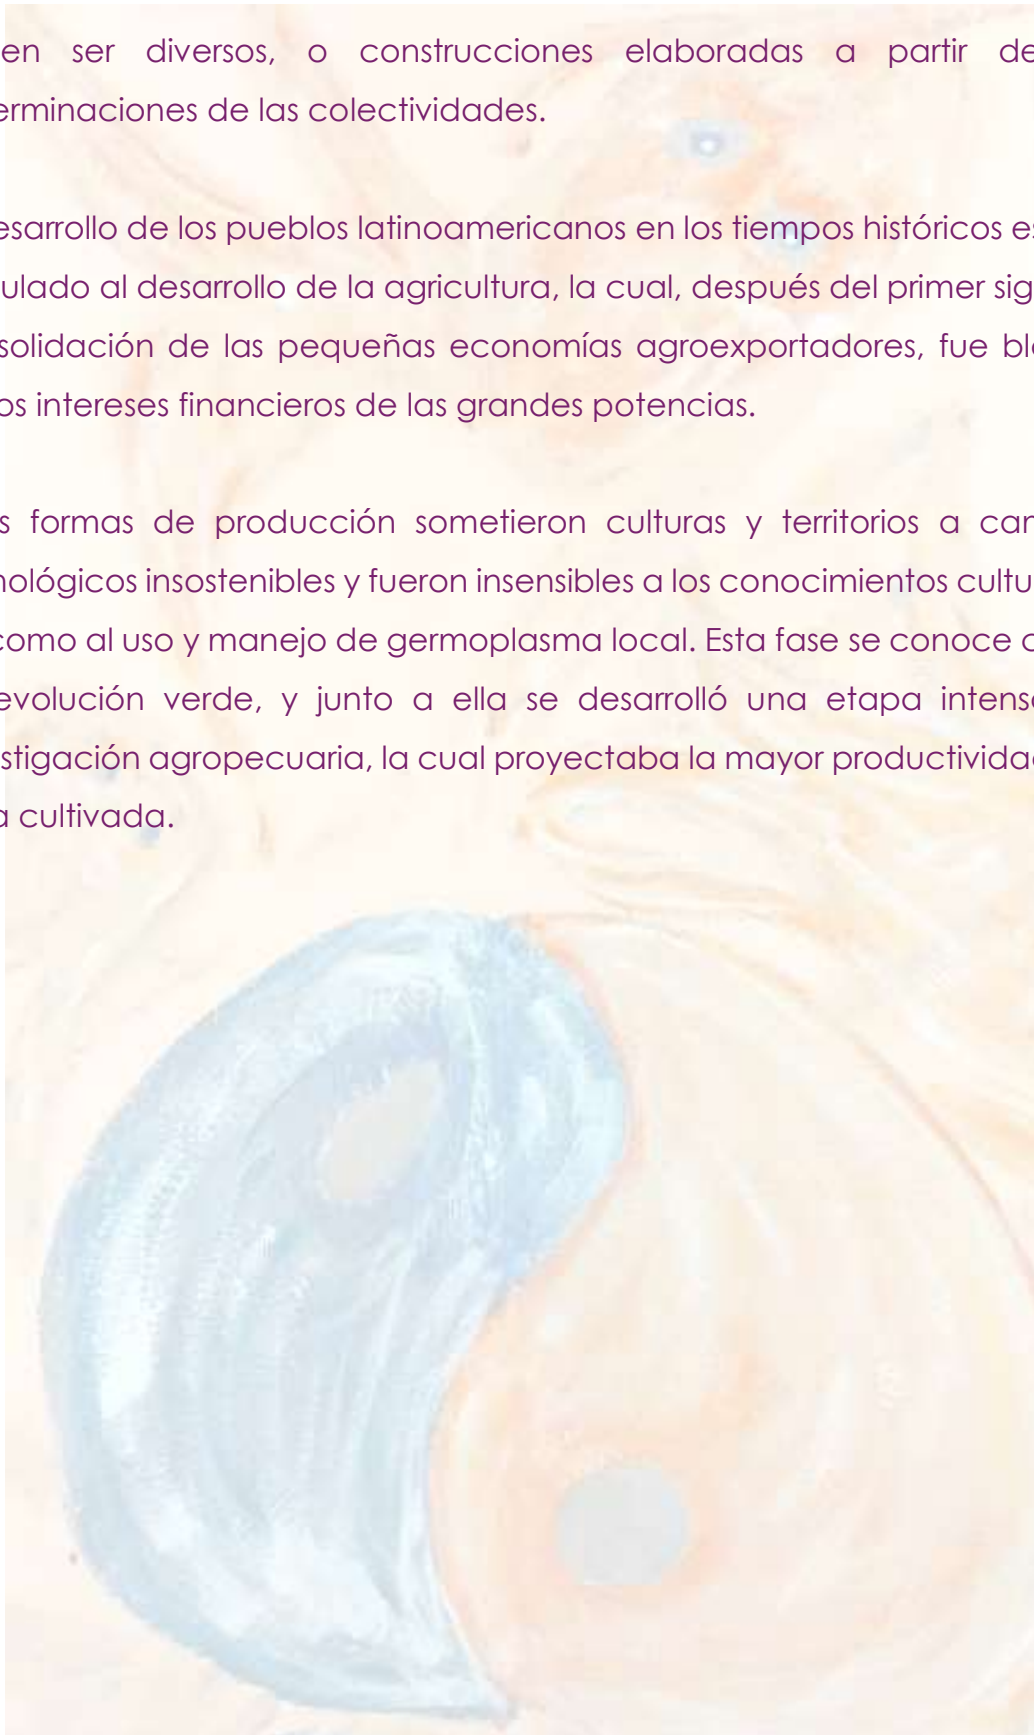 en ser diversos, o construcciones elaboradas a partir de
erminaciones de las colectividades.
esarrollo de los pueblos latinoamericanos en los tiempos históricos es
ulado al desarrollo de la agricultura, la cual, después del primer sig
solidación de las pequeñas economías agroexportadores, fue bl
os intereses financieros de las grandes potencias.
s formas de producción sometieron culturas y territorios a can
nológicos insostenibles y fueron insensibles a los conocimientos cultu
como al uso y manejo de germoplasma local. Esta fase se conoce
evolución verde, y junto a ella se desarrolló una etapa intens
stigación agropecuaria, la cual proyectaba la mayor productivida
a cultivada.